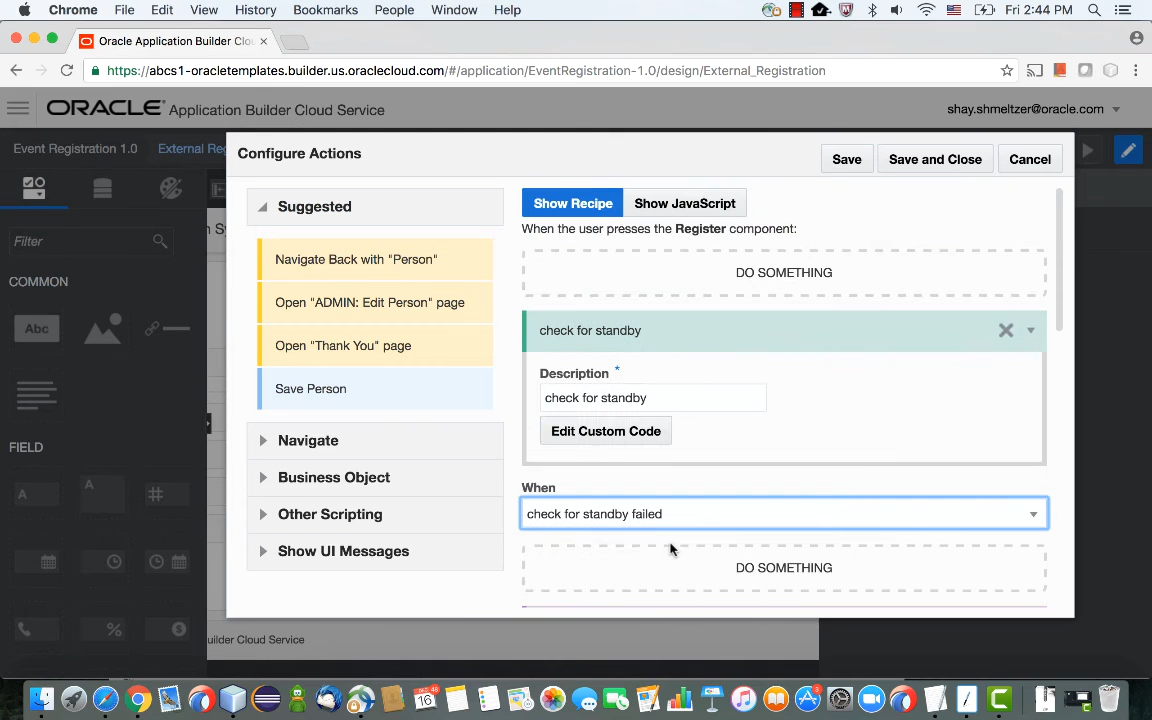 Chrome File Edit View History Bookmarks People Window Help Fri 2:44 PM
Oracle Application Builder Clo
https://abcs1-oracletemplates.builder.us.oraclecloud.com/#/application/EventRegistration-1.0/design/External_Registration
ORACLE Application Builder Cloud Service shay.shmeltzer@oracle.com
Event Registration 1.0 External Reg
Configure Actions Save Save and Close Cancel
Filter
COMMON
Abc
FIELD
A A #
%
$
n S
Suggested
Navigate Back with "Person"
Open "ADMIN: Edit Person" page
Open "Thank You" page
Save Person
Navigate
Business Object
Other Scripting
Show UI Messages
Show Recipe Show JavaScript
When the user presses the Register component:
DO SOMETHING
check for standby
Description *
check for standby
Edit Custom Code
When
check for standby failed
DO SOMETHING
uilder Cloud Service
DEC
16
3